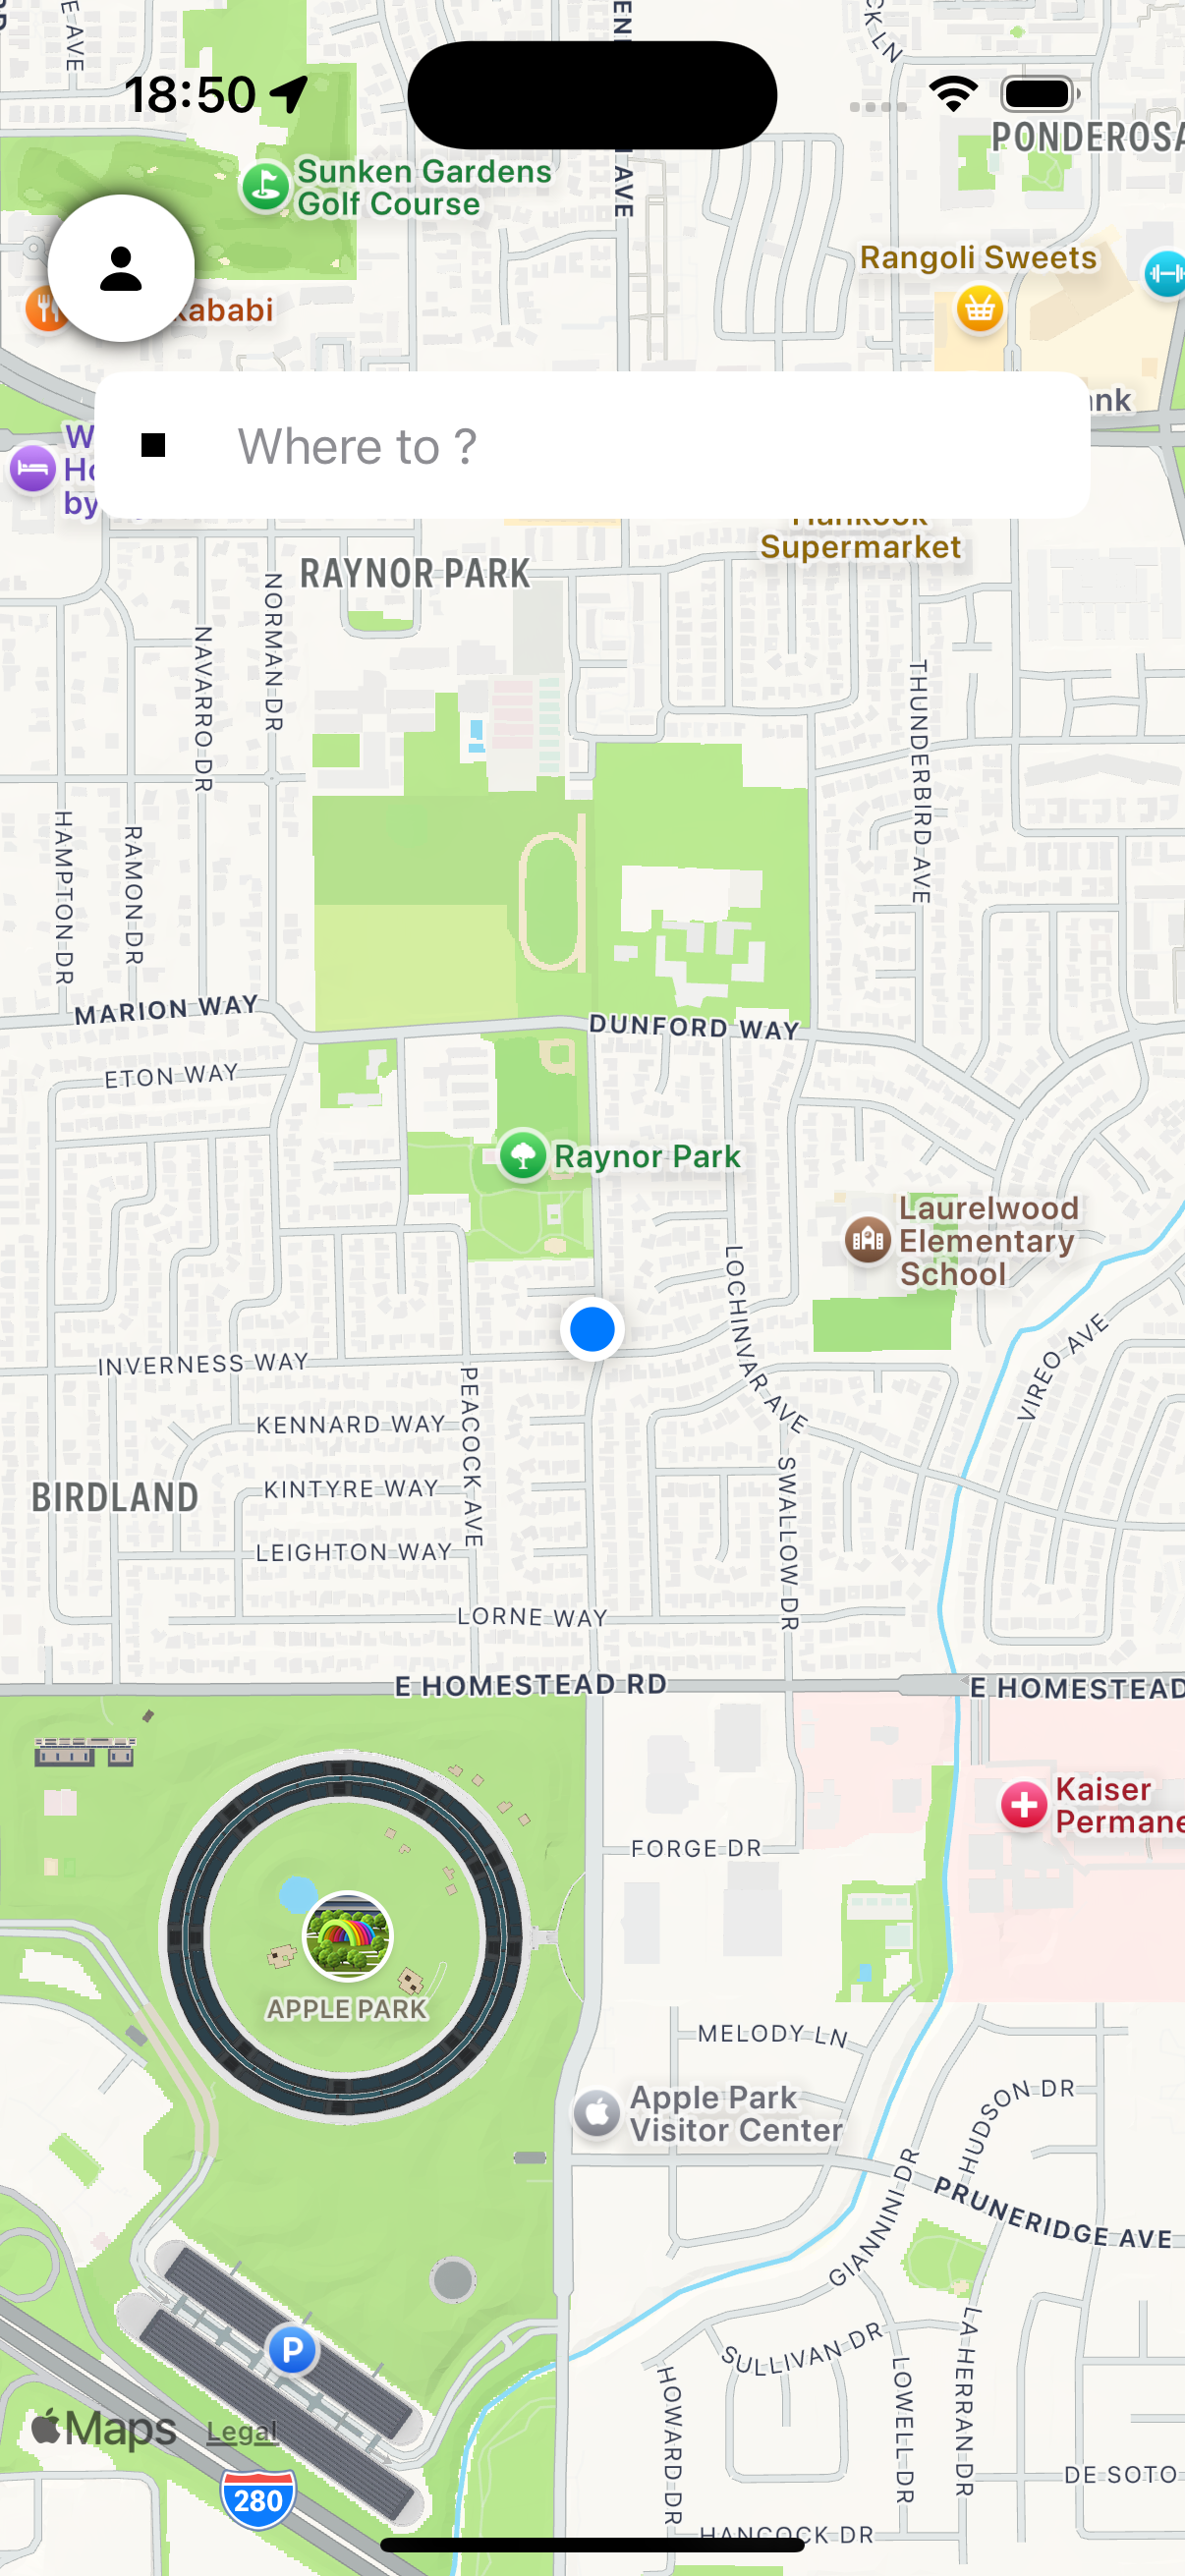 18:50
PONDEROSA
AVE
Sunken Gardens
Golf Course
Rangoli Sweets
Where to ?
Supermarket
RAYNOR PARK
NORMAN DR
NAVARRO DR
THUNDERBIRD AVE
HAMPTON DR
RAMON DR
MARION WAY
DUNFORD WAY
ETON WAY
Raynor Park
Laurelwood
Elementary
School
LOCHINVAR AVE
VIREO AVE
INVERNESS WAY
PEACOCK AVE
KENNARD WAY
SWALLOW DR
KINTYRE WAY
BIRDLAND
LEIGHTON WAY
LORNE WAY
E HOMESTEAD RD
E HOMESTEAD
Kaiser
Permane
FORGE DR
APPLE PARK
MELODY LN
HUDSON DR
Apple Park
Visitor Center
GIANNINI DR
PRUNERIDGE AVE
SULLIVAN DR
LA HERRAN DR
P
HOWARD DR
LOWELL DR
Maps Legal
DE SOTO
280
HANCOCK DR